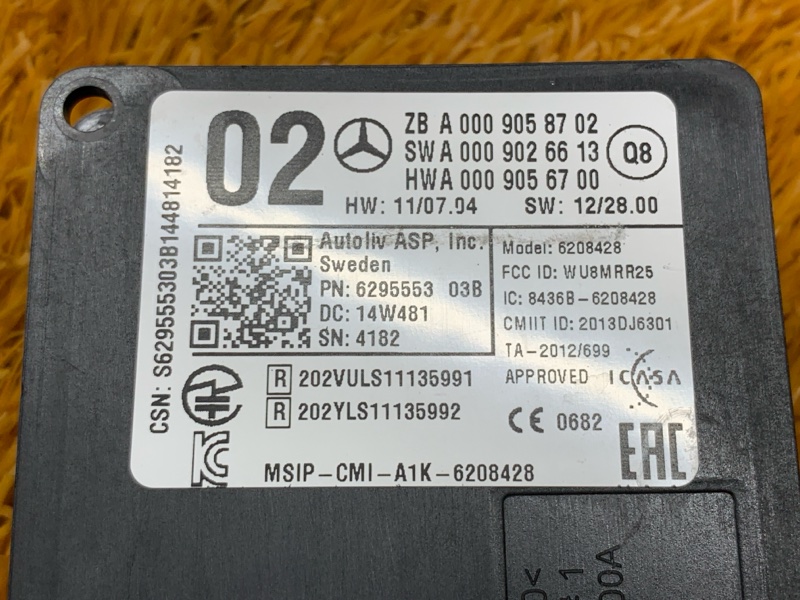 02
ZB A 000 905 87 02
SW A 000 902 66 13
HW A 000 905 67 00
Q8
HW: 11/07.04 SW: 12/28.00
CSN: S629555303B144814182
Autoliv ASP, Inc.
Sweden
PN: 6295553 03B
DC: 14W481
SN: 4182
Model: 6208428
FCC ID: WU8MRR25
IC: 8436B-6208428
CMIIT ID: 2013DJ6301
TA-2012/699
APPROVED ICASA
R 202VULS11135991
R 202YLS11135992
CE 0682
EAC
MSIP-CMI-A1K-6208428